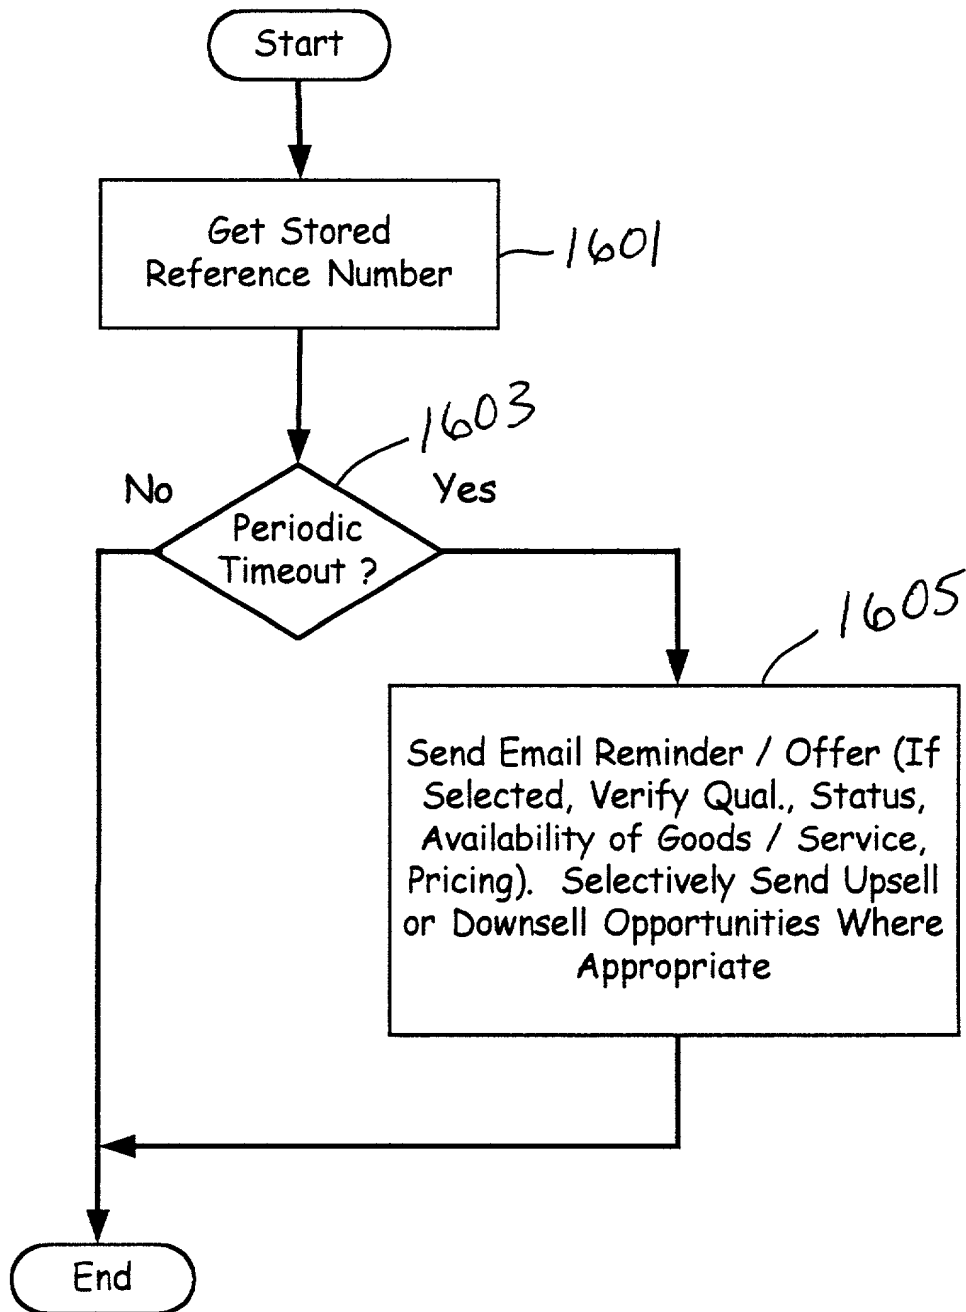 Start
Get Stored
Reference Number
1601
1603
No
Yes
Periodic
Timeout ?
1605
Send Email Reminder / Offer (If
Selected, Verify Qual., Status,
Availability of Goods / Service,
Pricing). Selectively Send Upsell
or Downsell Opportunities Where
Appropriate
End